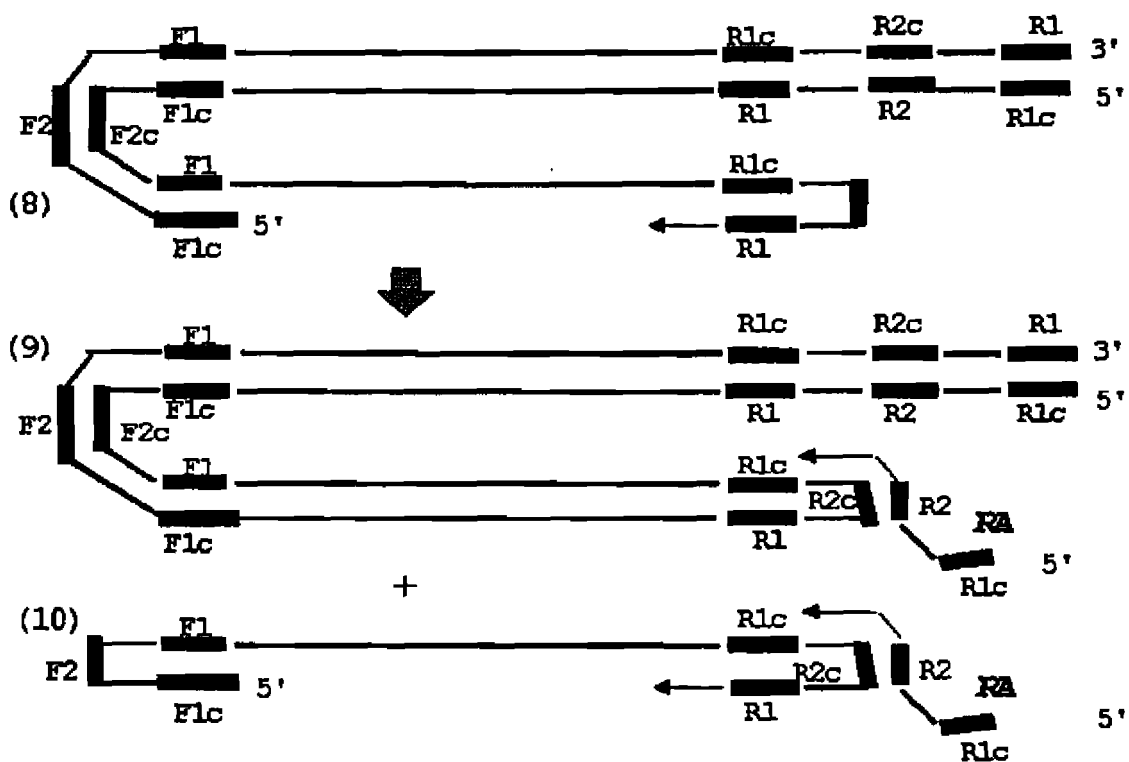 F1 R1c R2c R1
3'
F2 F2c F1c R1 R2 R1c 5'
F1 R1c
(8)
F1c 5' R1
(9) F1 R1c R2c R1
3'
F2 F2c F1c R1 R2 R1c 5'
F1 R1c
R2c R2 RA
F1c R1 R1c 5'
+
(10) F1 R1c
F2 R2c R2 RA
F1c 5' R1 R1c 5'